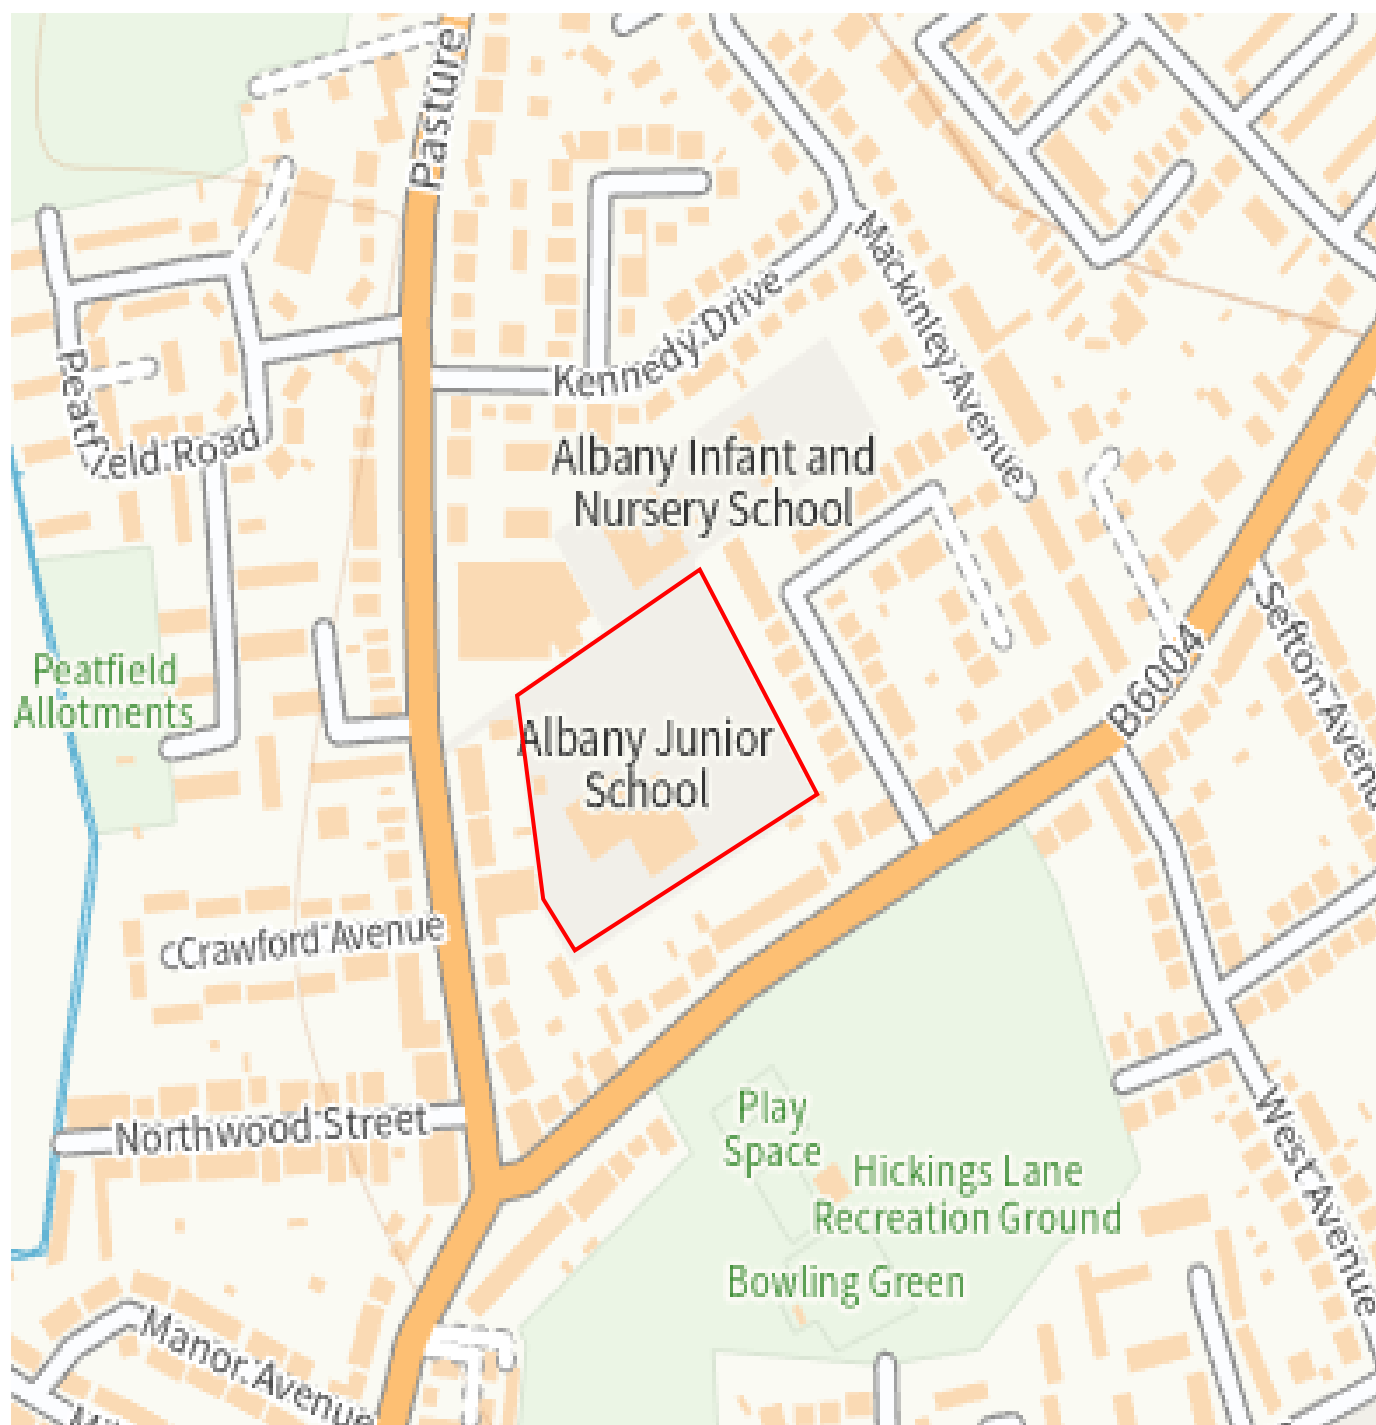 Pasture
Mackinley Avenue
Kennedy Drive
Peatfield Road
Albany Infant and
Nursery School
Sefton Avenu
B6004
Peatfield
Allotments
Albany Junior
School
Crawford Avenue
Northwood Street
Play
Space
Hickings Lane
Recreation Ground
West Avenue
Bowling Green
Manor Avenue